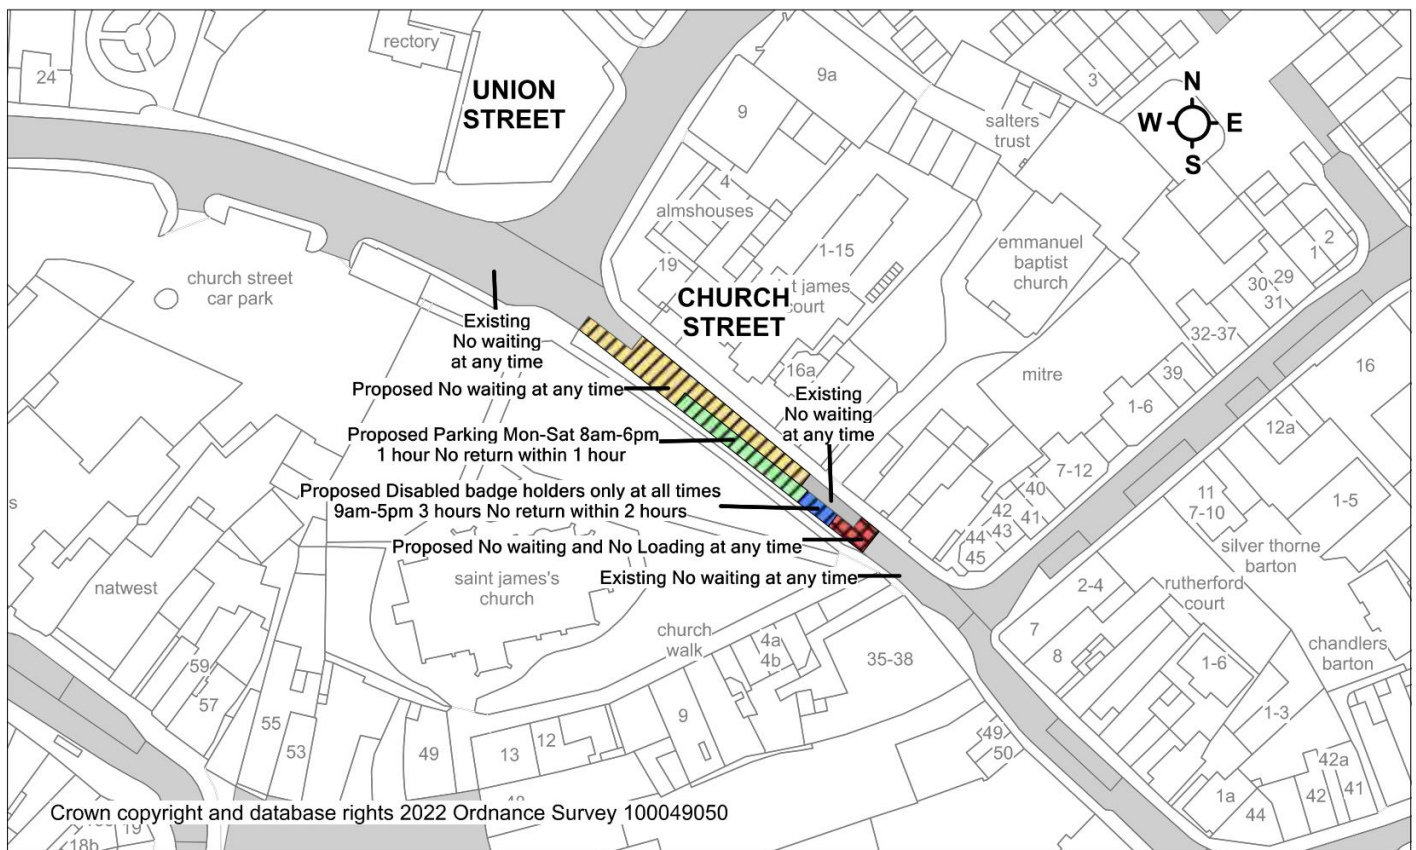 rectory
24
UNION
STREET
9a
9
3
salters
trust
N
W
E
S
4
almshouses
19
1-15
st james
court
emmanuel
baptist
church
2
1
30
29
31
church street
car park
CHURCH
STREET
32-37
16
Existing
No waiting
at any time
16a
mitre
39
1-6
Proposed No waiting at any time
Existing
No waiting
at any time
12a
Proposed Parking Mon-Sat 8am-6pm
1 hour No return within 1 hour
7-12
40
Proposed Disabled badge holders only at all times
9am-5pm 3 hours No return within 2 hours
42
41
43
44
45
11
7-10
1-5
s
Proposed No waiting and No Loading at any time
silver thorne
barton
Existing No waiting at any time
natwest
saint james's
church
2-4
rutherford
court
church
walk
4a
4b
7
8
35-38
1-6
chandlers
barton
59
57
55
53
49
13
12
9
49
50
1-3
42a
42
41
1a
44
Crown copyright and database rights 2022 Ordnance Survey 100049050
19
18b